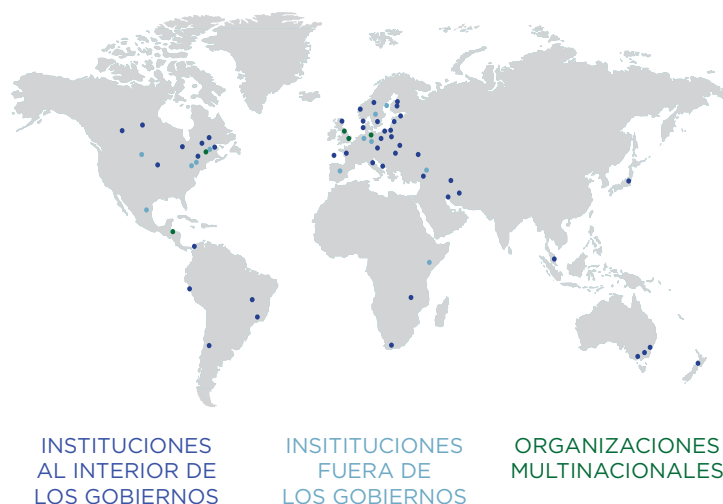 INSTITUCIONES
AL INTERIOR DE
LOS GOBIERNOS
INSITITUCIONES
FUERA DE
LOS GOBIERNOS
ORGANIZACIONES
MULTINACIONALES